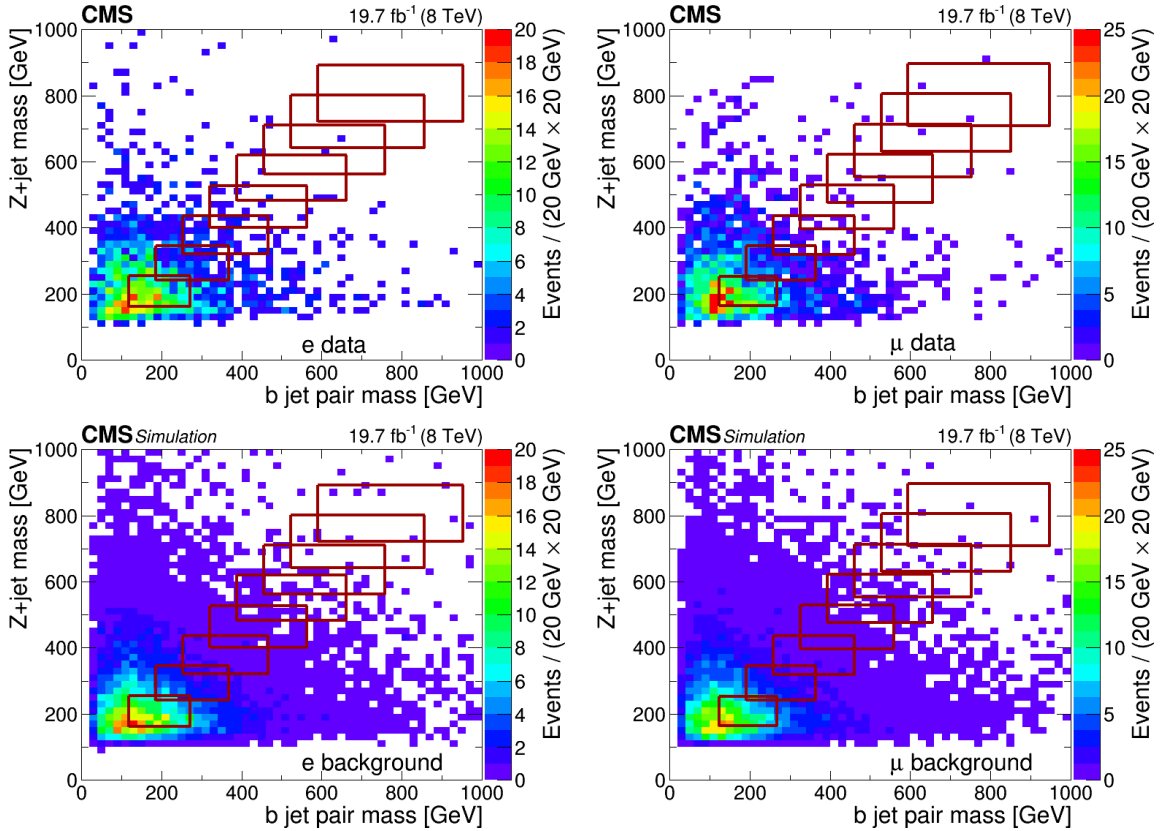 CMS 19.7 fb⁻¹ (8 TeV)
Z+jet mass [GeV]
1000
800
600
400
200
0
0 200 400 600 800 1000
b jet pair mass [GeV]
e data
20
18
16
14
12
10
8
6
4
2
0
Events / (20 GeV × 20 GeV)
CMS 19.7 fb⁻¹ (8 TeV)
Z+jet mass [GeV]
1000
800
600
400
200
0
0 200 400 600 800 1000
b jet pair mass [GeV]
μ data
25
20
15
10
5
0
Events / (20 GeV × 20 GeV)
CMS Simulation 19.7 fb⁻¹ (8 TeV)
Z+jet mass [GeV]
1000
800
600
400
200
0
0 200 400 600 800 1000
b jet pair mass [GeV]
e background
20
18
16
14
12
10
8
6
4
2
0
Events / (20 GeV × 20 GeV)
CMS Simulation 19.7 fb⁻¹ (8 TeV)
Z+jet mass [GeV]
1000
800
600
400
200
0
0 200 400 600 800 1000
b jet pair mass [GeV]
μ background
25
20
15
10
5
0
Events / (20 GeV × 20 GeV)